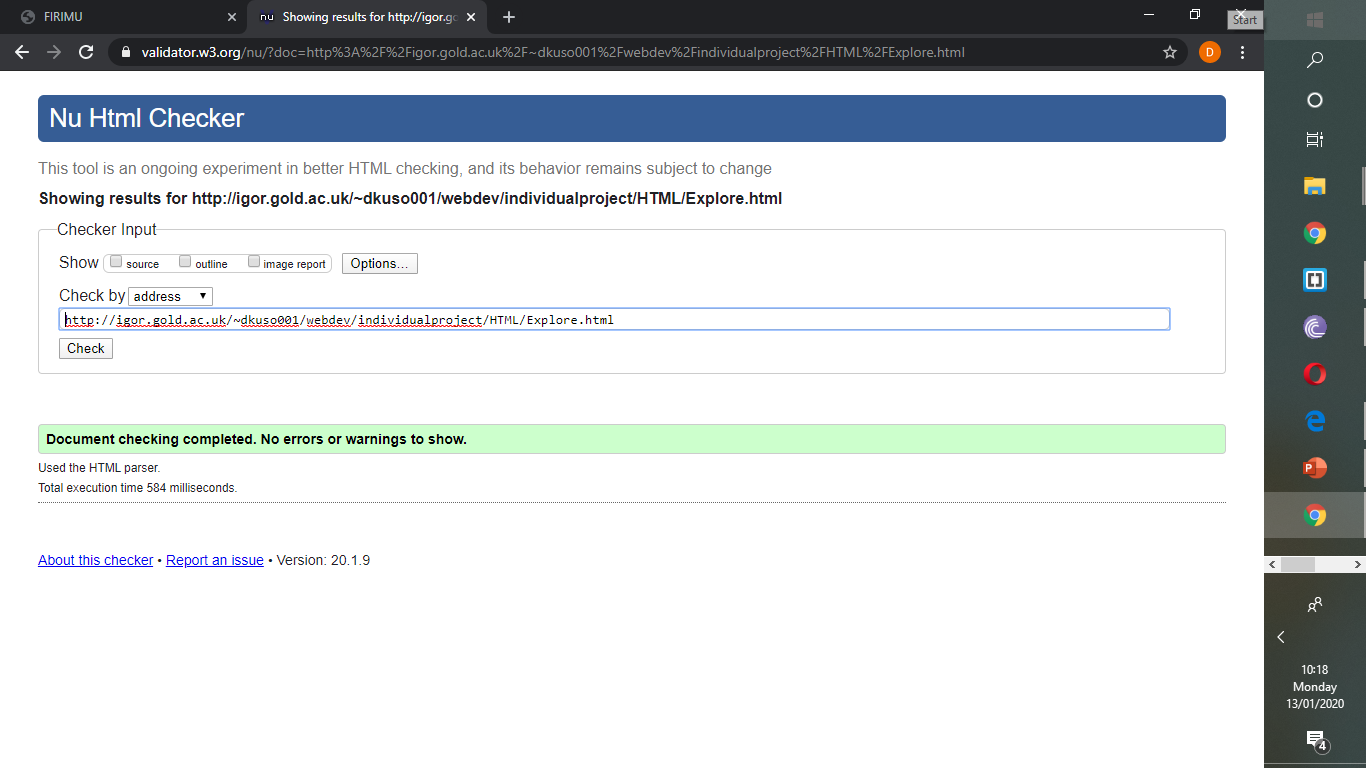 FIRIMU
nu Showing results for http://igor.gc
Start
validator.w3.org/nu/?doc=http%3A%2F%2Figor.gold.ac.uk%2F~dkuso001%2Fwebdev%2Findividualproject%2FHTML%2FExplore.html
D
Nu Html Checker
This tool is an ongoing experiment in better HTML checking, and its behavior remains subject to change
Showing results for http://igor.gold.ac.uk/~dkuso001/webdev/individualproject/HTML/Explore.html
Checker Input
Show source outline image report Options...
Check by address
http://igor.gold.ac.uk/~dkuso001/webdev/individualproject/HTML/Explore.html
Check
Document checking completed. No errors or warnings to show.
Used the HTML parser.
Total execution time 584 milliseconds.
About this checker • Report an issue • Version: 20.1.9
P
10:18
Monday
13/01/2020
4